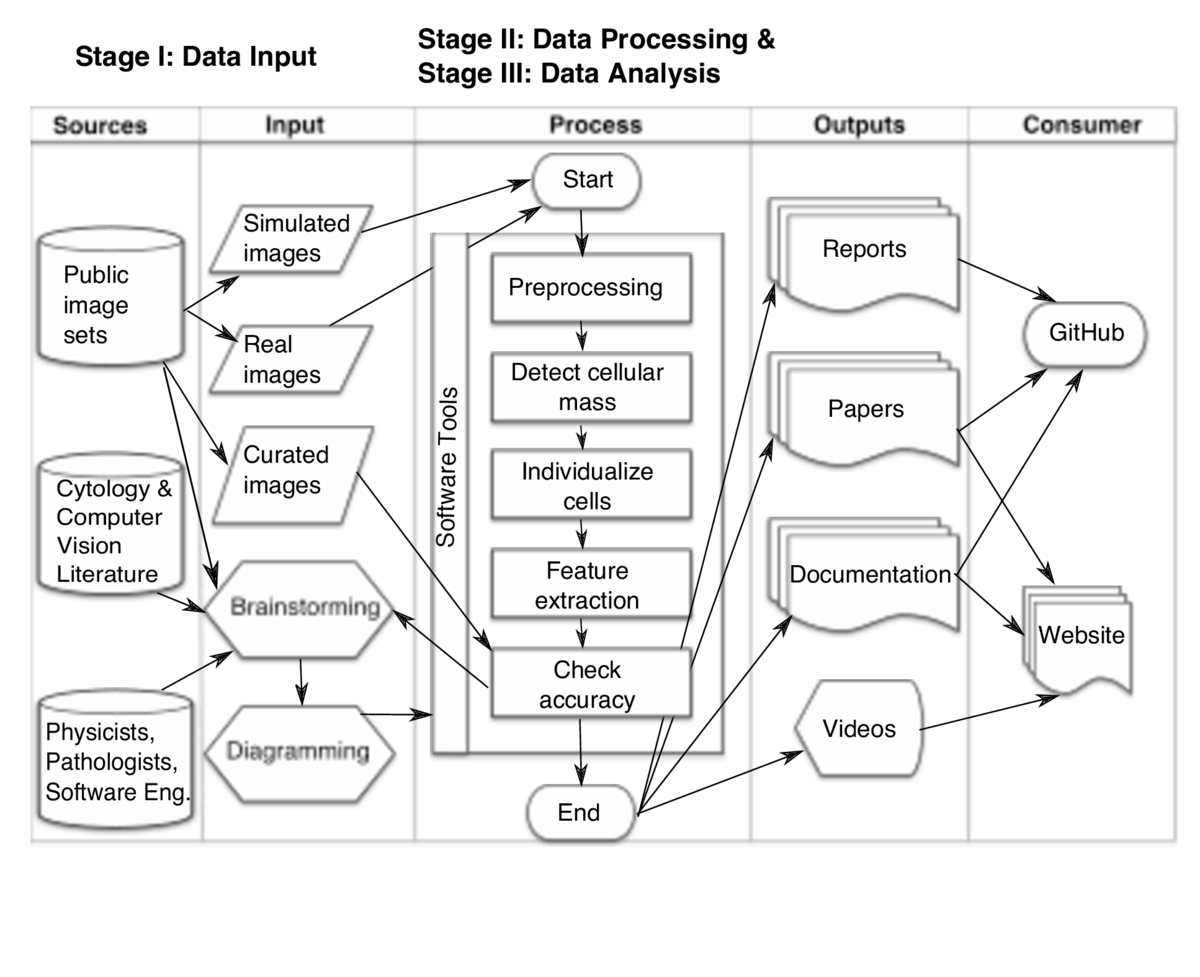 Stage I: Data Input
Stage II: Data Processing &
Stage III: Data Analysis
Sources
Input
Process
Outputs
Consumer
Public
image
sets
Cytology &
Computer
Vision
Literature
Physicists,
Pathologists,
Software Eng.
Simulated
images
Real
images
Curated
images
Brainstorming
Diagramming
Software Tools
Start
Preprocessing
Detect cellular
mass
Individualize
cells
Feature
extraction
Check
accuracy
End
Reports
Papers
Documentation
Videos
GitHub
Website